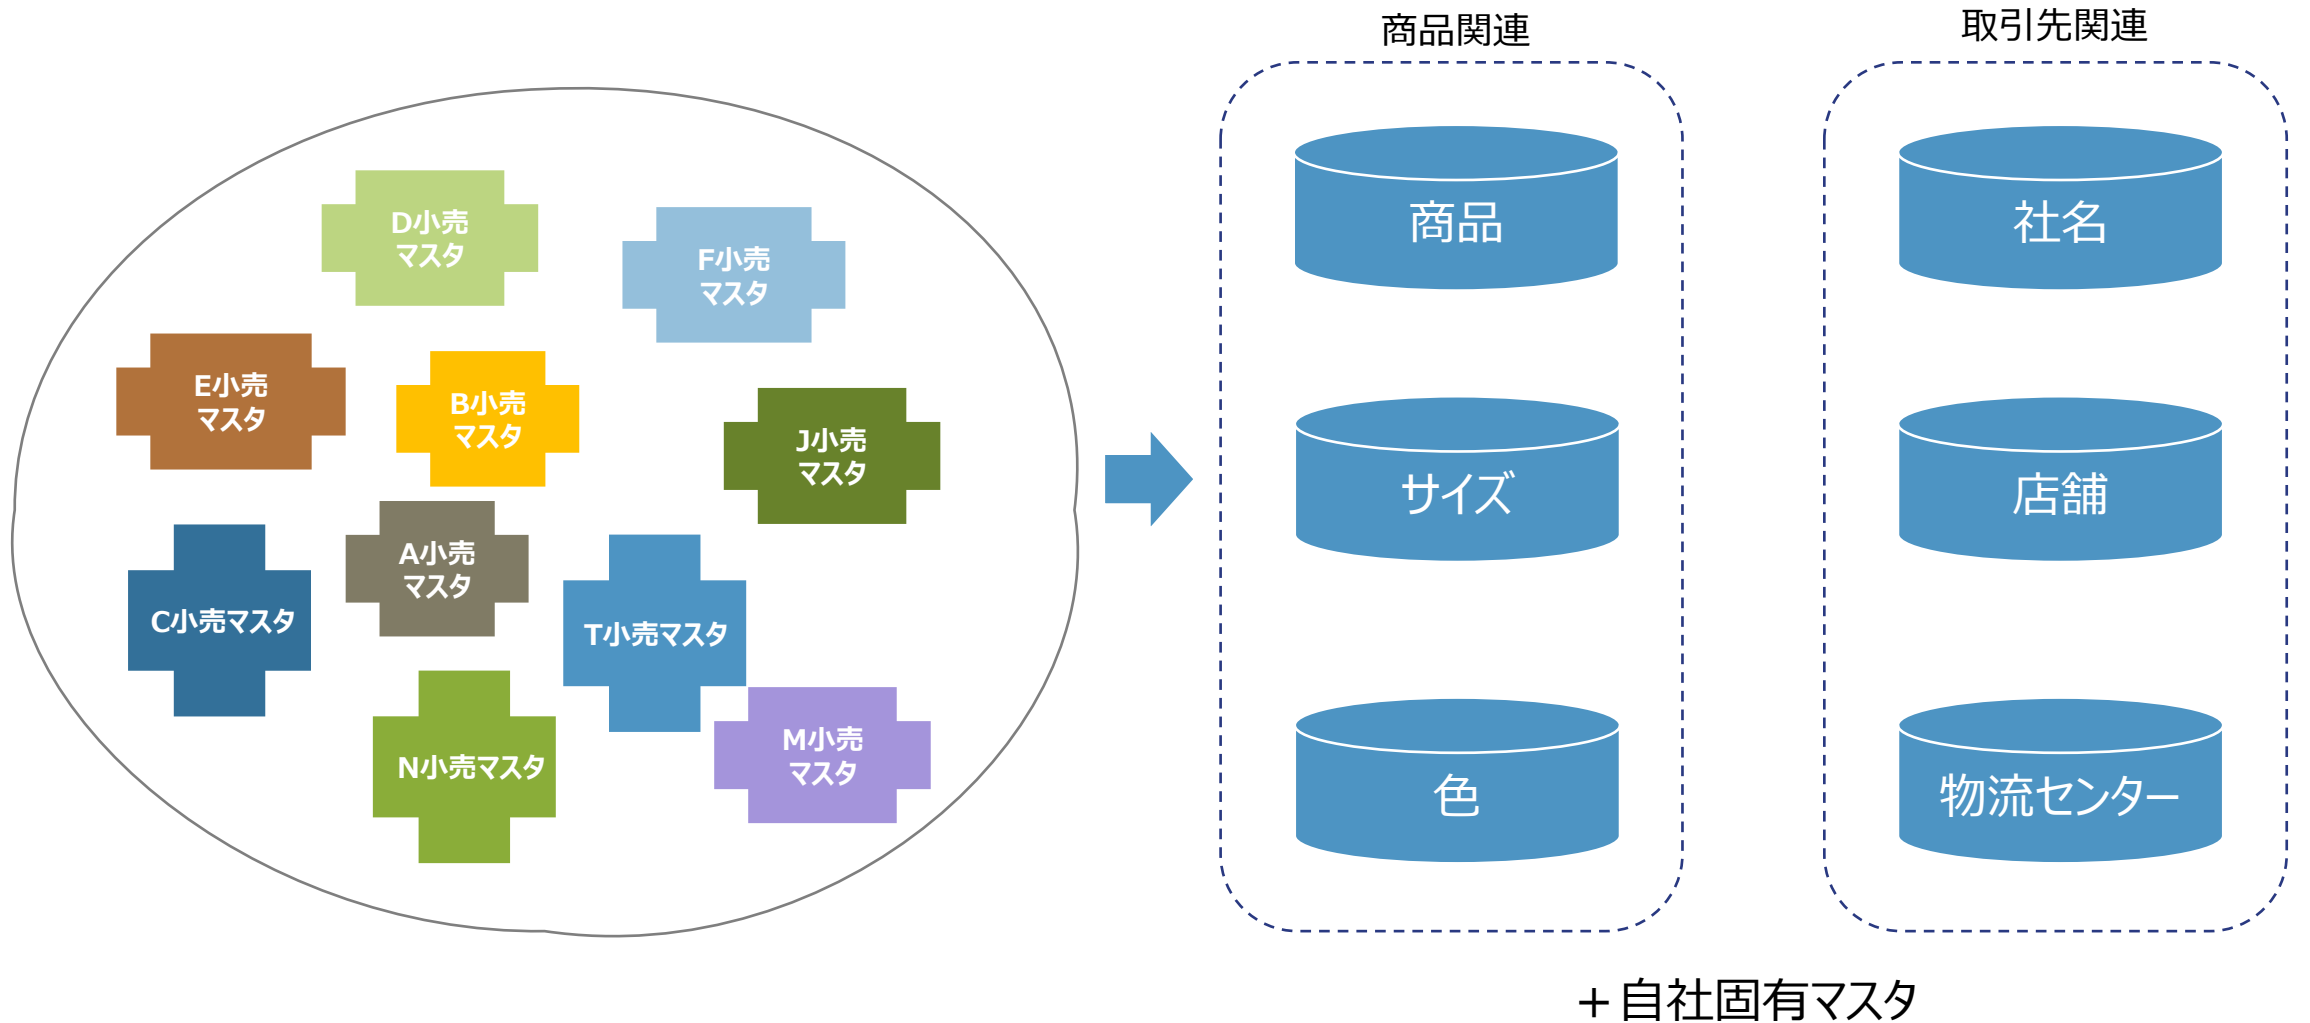 商品関連
取引先関連
D小売
マスタ
F小売
マスタ
E小売
マスタ
B小売
マスタ
J小売
マスタ
A小売
マスタ
C小売マスタ
T小売マスタ
N小売マスタ
M小売
マスタ
商品
サイズ
色
社名
店舗
物流センター
＋自社固有マスタ